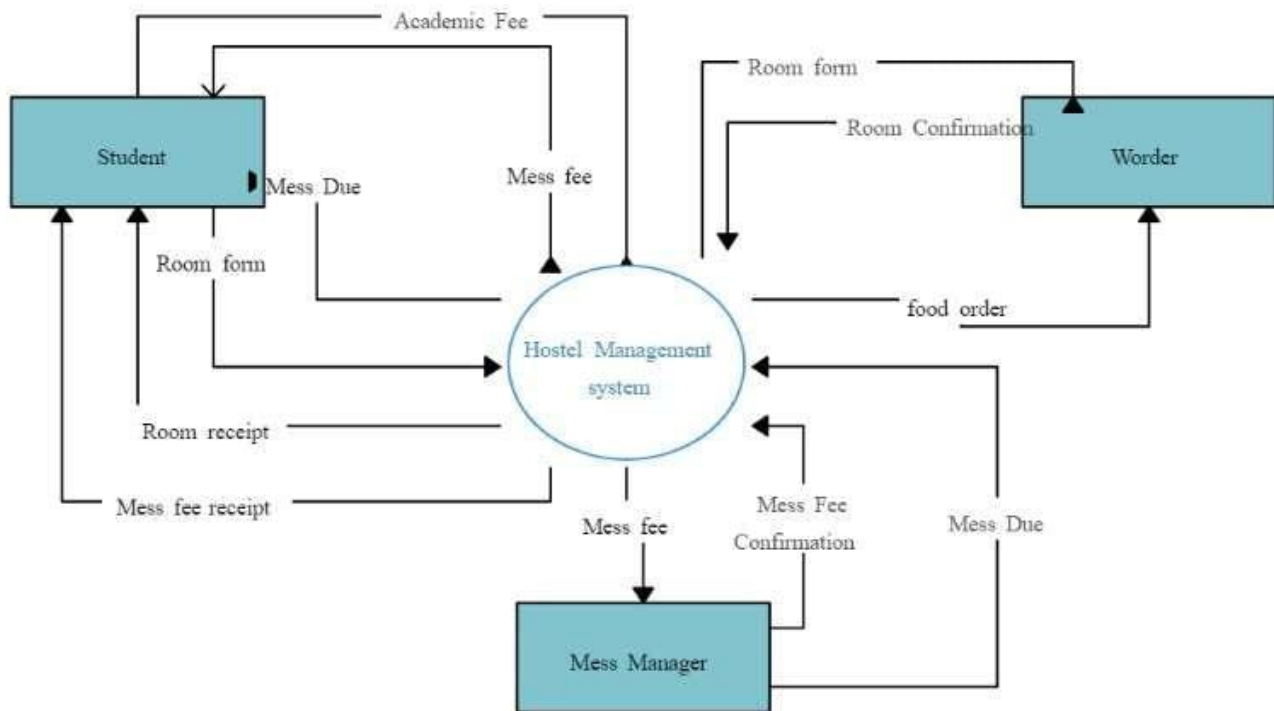 Academic Fee
Room form
Room Confirmation
Student
Worder
Mess Due
Mess fee
Room form
food order
Hostel Management
system
Room receipt
Mess fee receipt
Mess fee
Mess Fee
Confirmation
Mess Due
Mess Manager